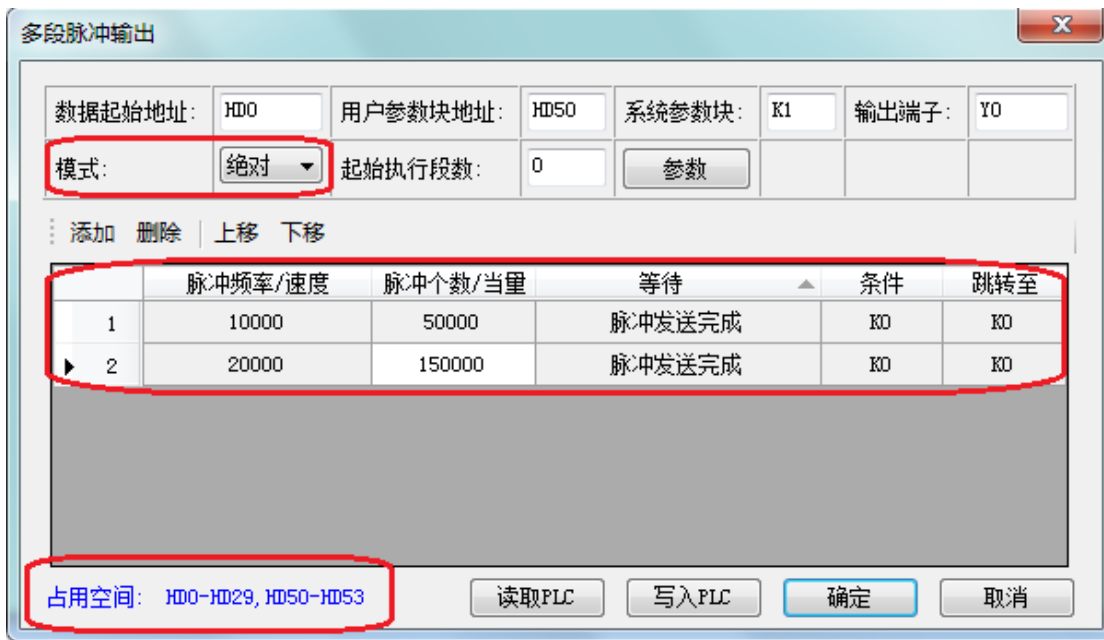 多段脉冲输出
数据起始地址: HD0 用户参数块地址: HD50 系统参数块: K1 输出端子: Y0
模式: 绝对 起始执行段数: 0 参数
添加 删除 上移 下移
脉冲频率/速度 脉冲个数/当量 等待 条件 跳转至
1 10000 50000 脉冲发送完成 K0 K0
2 20000 150000 脉冲发送完成 K0 K0
占用空间: HD0-HD29,HD50-HD53 读取PLC 写入PLC 确定 取消